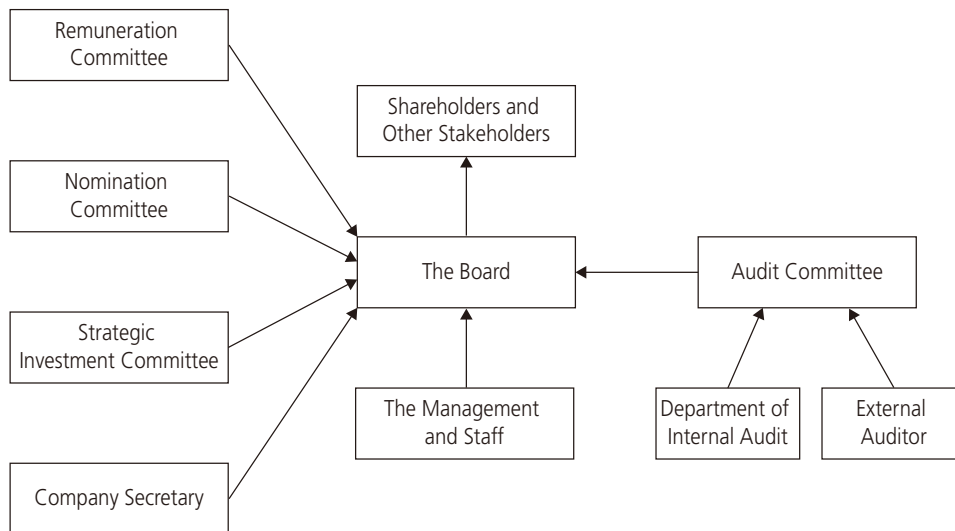 Remuneration
Committee
Shareholders and
Other Stakeholders
Nomination
Committee
The Board
Audit Committee
Strategic
Investment Committee
The Management
and Staff
Department of
Internal Audit
External
Auditor
Company Secretary